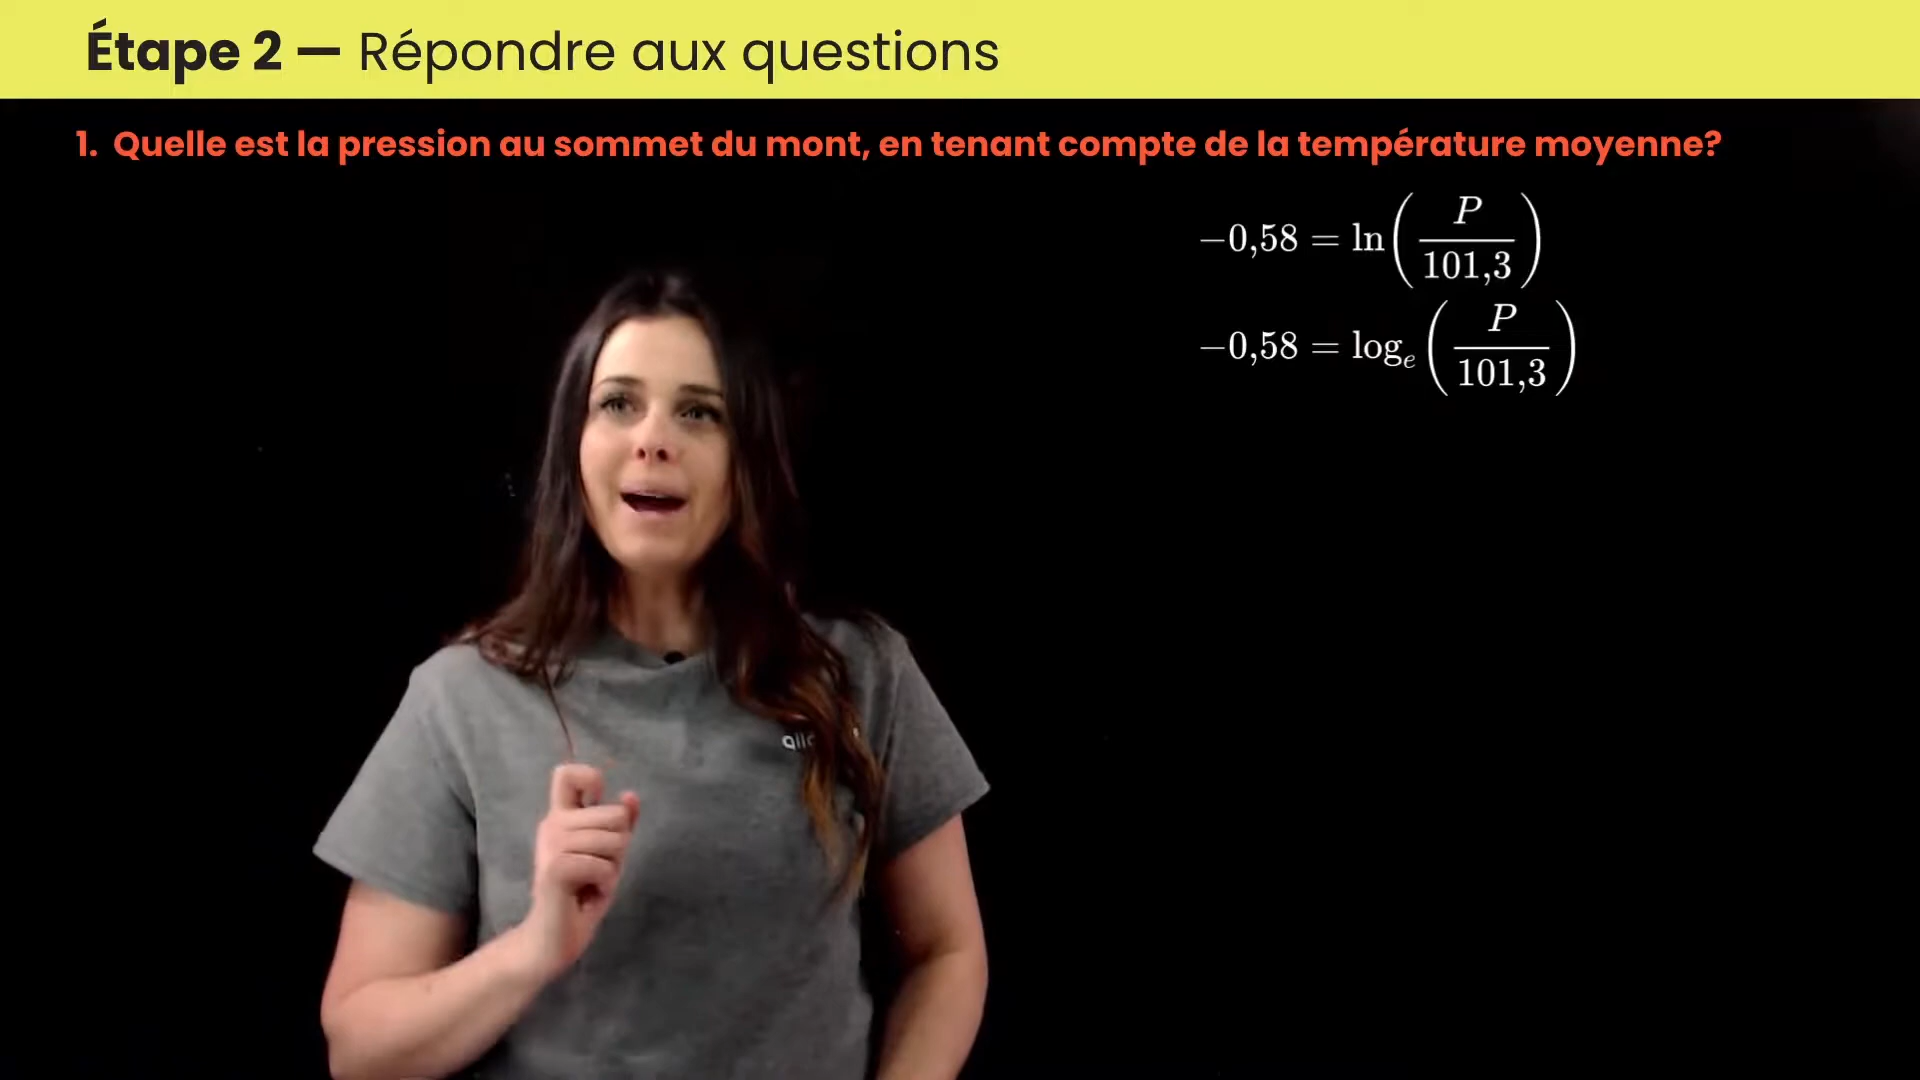 Étape 2 — Répondre aux questions
1. Quelle est la pression au sommet du mont, en tenant compte de la température moyenne?
−0,58 = ln(P/101,3)
−0,58 = logₑ(P/101,3)